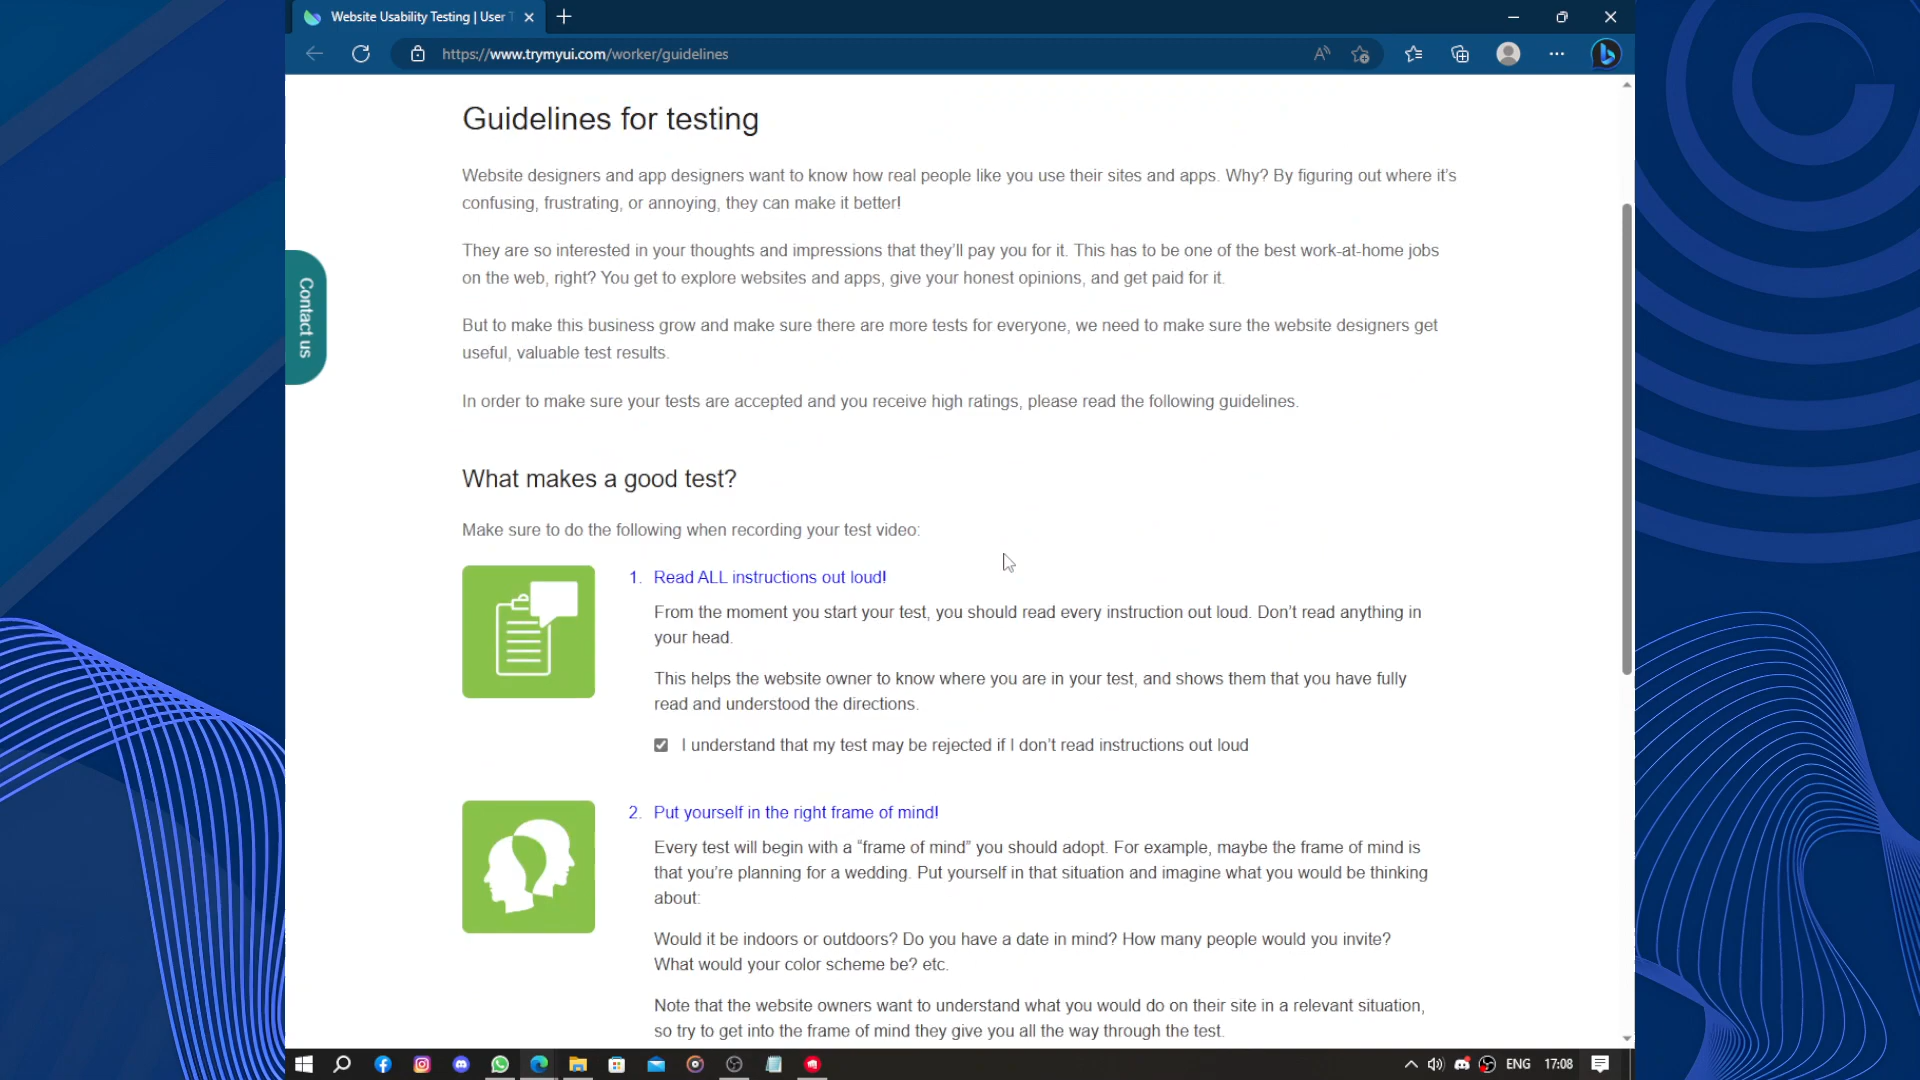 Website Usability Testing | User T
https://www.trymyui.com/worker/guidelines
Guidelines for testing
Website designers and app designers want to know how real people like you use their sites and apps. Why? By figuring out where it's
confusing, frustrating, or annoying, they can make it better!
They are so interested in your thoughts and impressions that they'll pay you for it. This has to be one of the best work-at-home jobs
on the web, right? You get to explore websites and apps, give your honest opinions, and get paid for it.
Contact us
But to make this business grow and make sure there are more tests for everyone, we need to make sure the website designers get
useful, valuable test results.
In order to make sure your tests are accepted and you receive high ratings, please read the following guidelines.
What makes a good test?
Make sure to do the following when recording your test video:
1. Read ALL instructions out loud!
From the moment you start your test, you should read every instruction out loud. Don't read anything in
your head.
This helps the website owner to know where you are in your test, and shows them that you have fully
read and understood the directions.
I understand that my test may be rejected if I don't read instructions out loud
2. Put yourself in the right frame of mind!
Every test will begin with a “frame of mind” you should adopt. For example, maybe the frame of mind is
that you're planning for a wedding. Put yourself in that situation and imagine what you would be thinking
about:
Would it be indoors or outdoors? Do you have a date in mind? How many people would you invite?
What would your color scheme be? etc.
Note that the website owners want to understand what you would do on their site in a relevant situation,
so try to get into the frame of mind they give you all the way through the test.
ENG 17:08